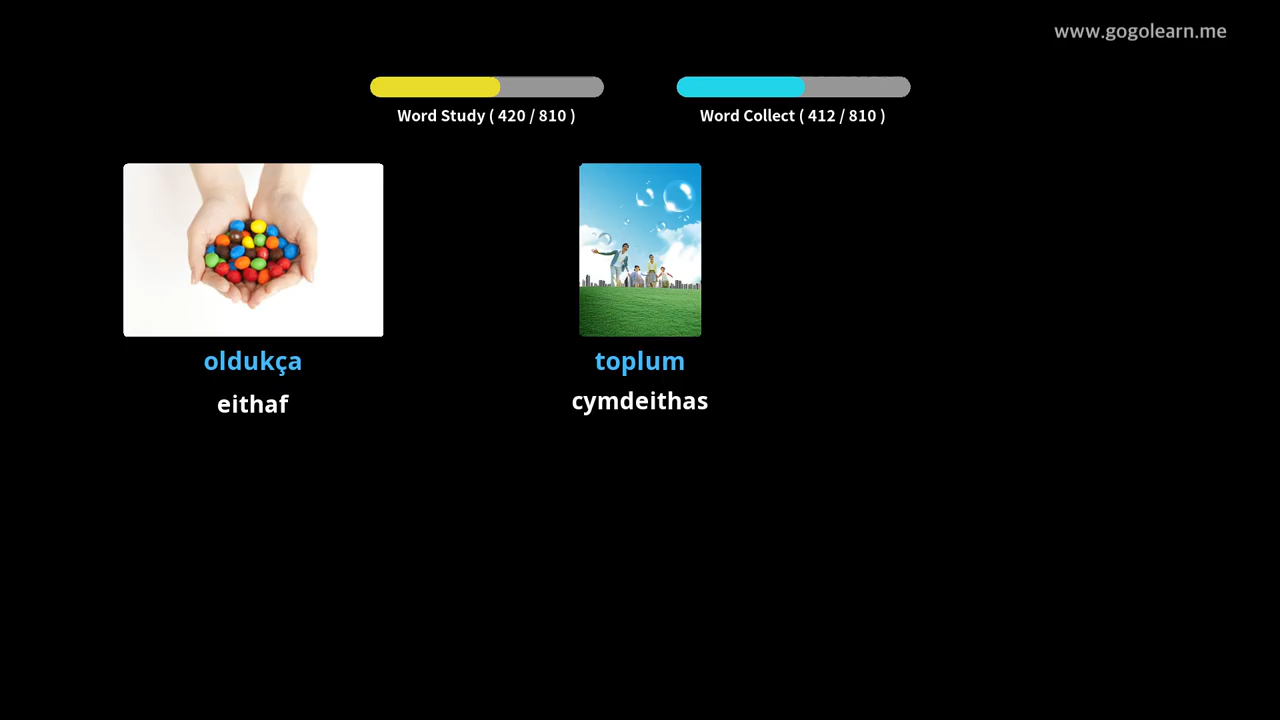 www.gogolearn.me
Word Study ( 420 / 810 )
Word Collect ( 412 / 810 )
oldukça
eithaf
toplum
cymdeithas